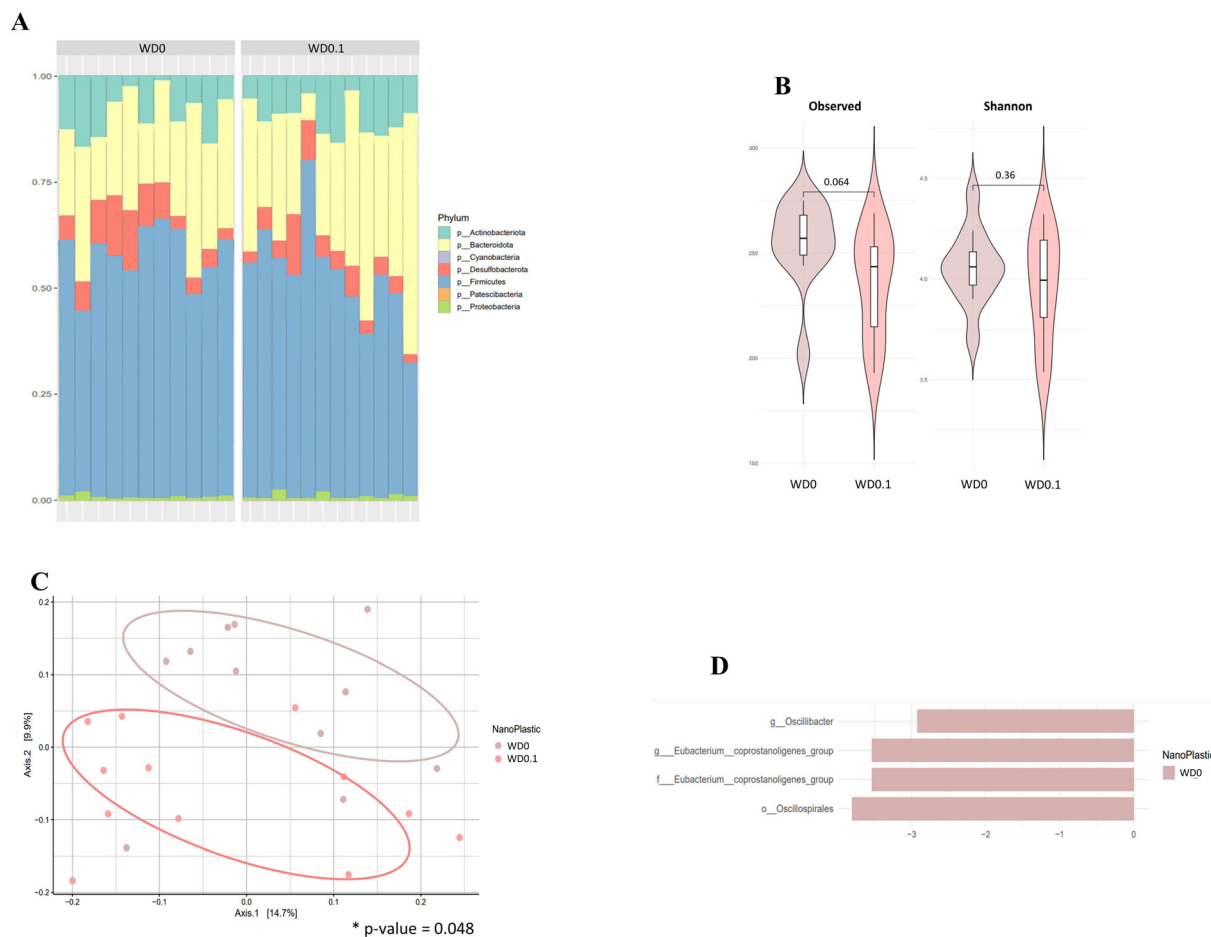 A
WD0 WD0.1
1.00
0.75
0.50
0.25
0.00
Phylum
p__Actinobacteriota
p__Bacteroidota
p__Cyanobacteria
p__Desulfobacterota
p__Firmicutes
p__Patescibacteria
p__Proteobacteria
B
Observed Shannon
300
250
200
150
0.064
4.5
4.0
3.5
0.36
WD0 WD0.1 WD0 WD0.1
C
0.2
0.1
0.0
−0.1
−0.2
Axis.2 [9.9%]
−0.2 −0.1 0.0 0.1 0.2
Axis.1 [14.7%]
* p-value = 0.048
NanoPlastic
WD0
WD0.1
D
g__Oscillibacter
g___Eubacterium__coprostanoligenes_group
f___Eubacterium__coprostanoligenes_group
o__Oscillospirales
−3 −2 −1 0
NanoPlastic
WD0